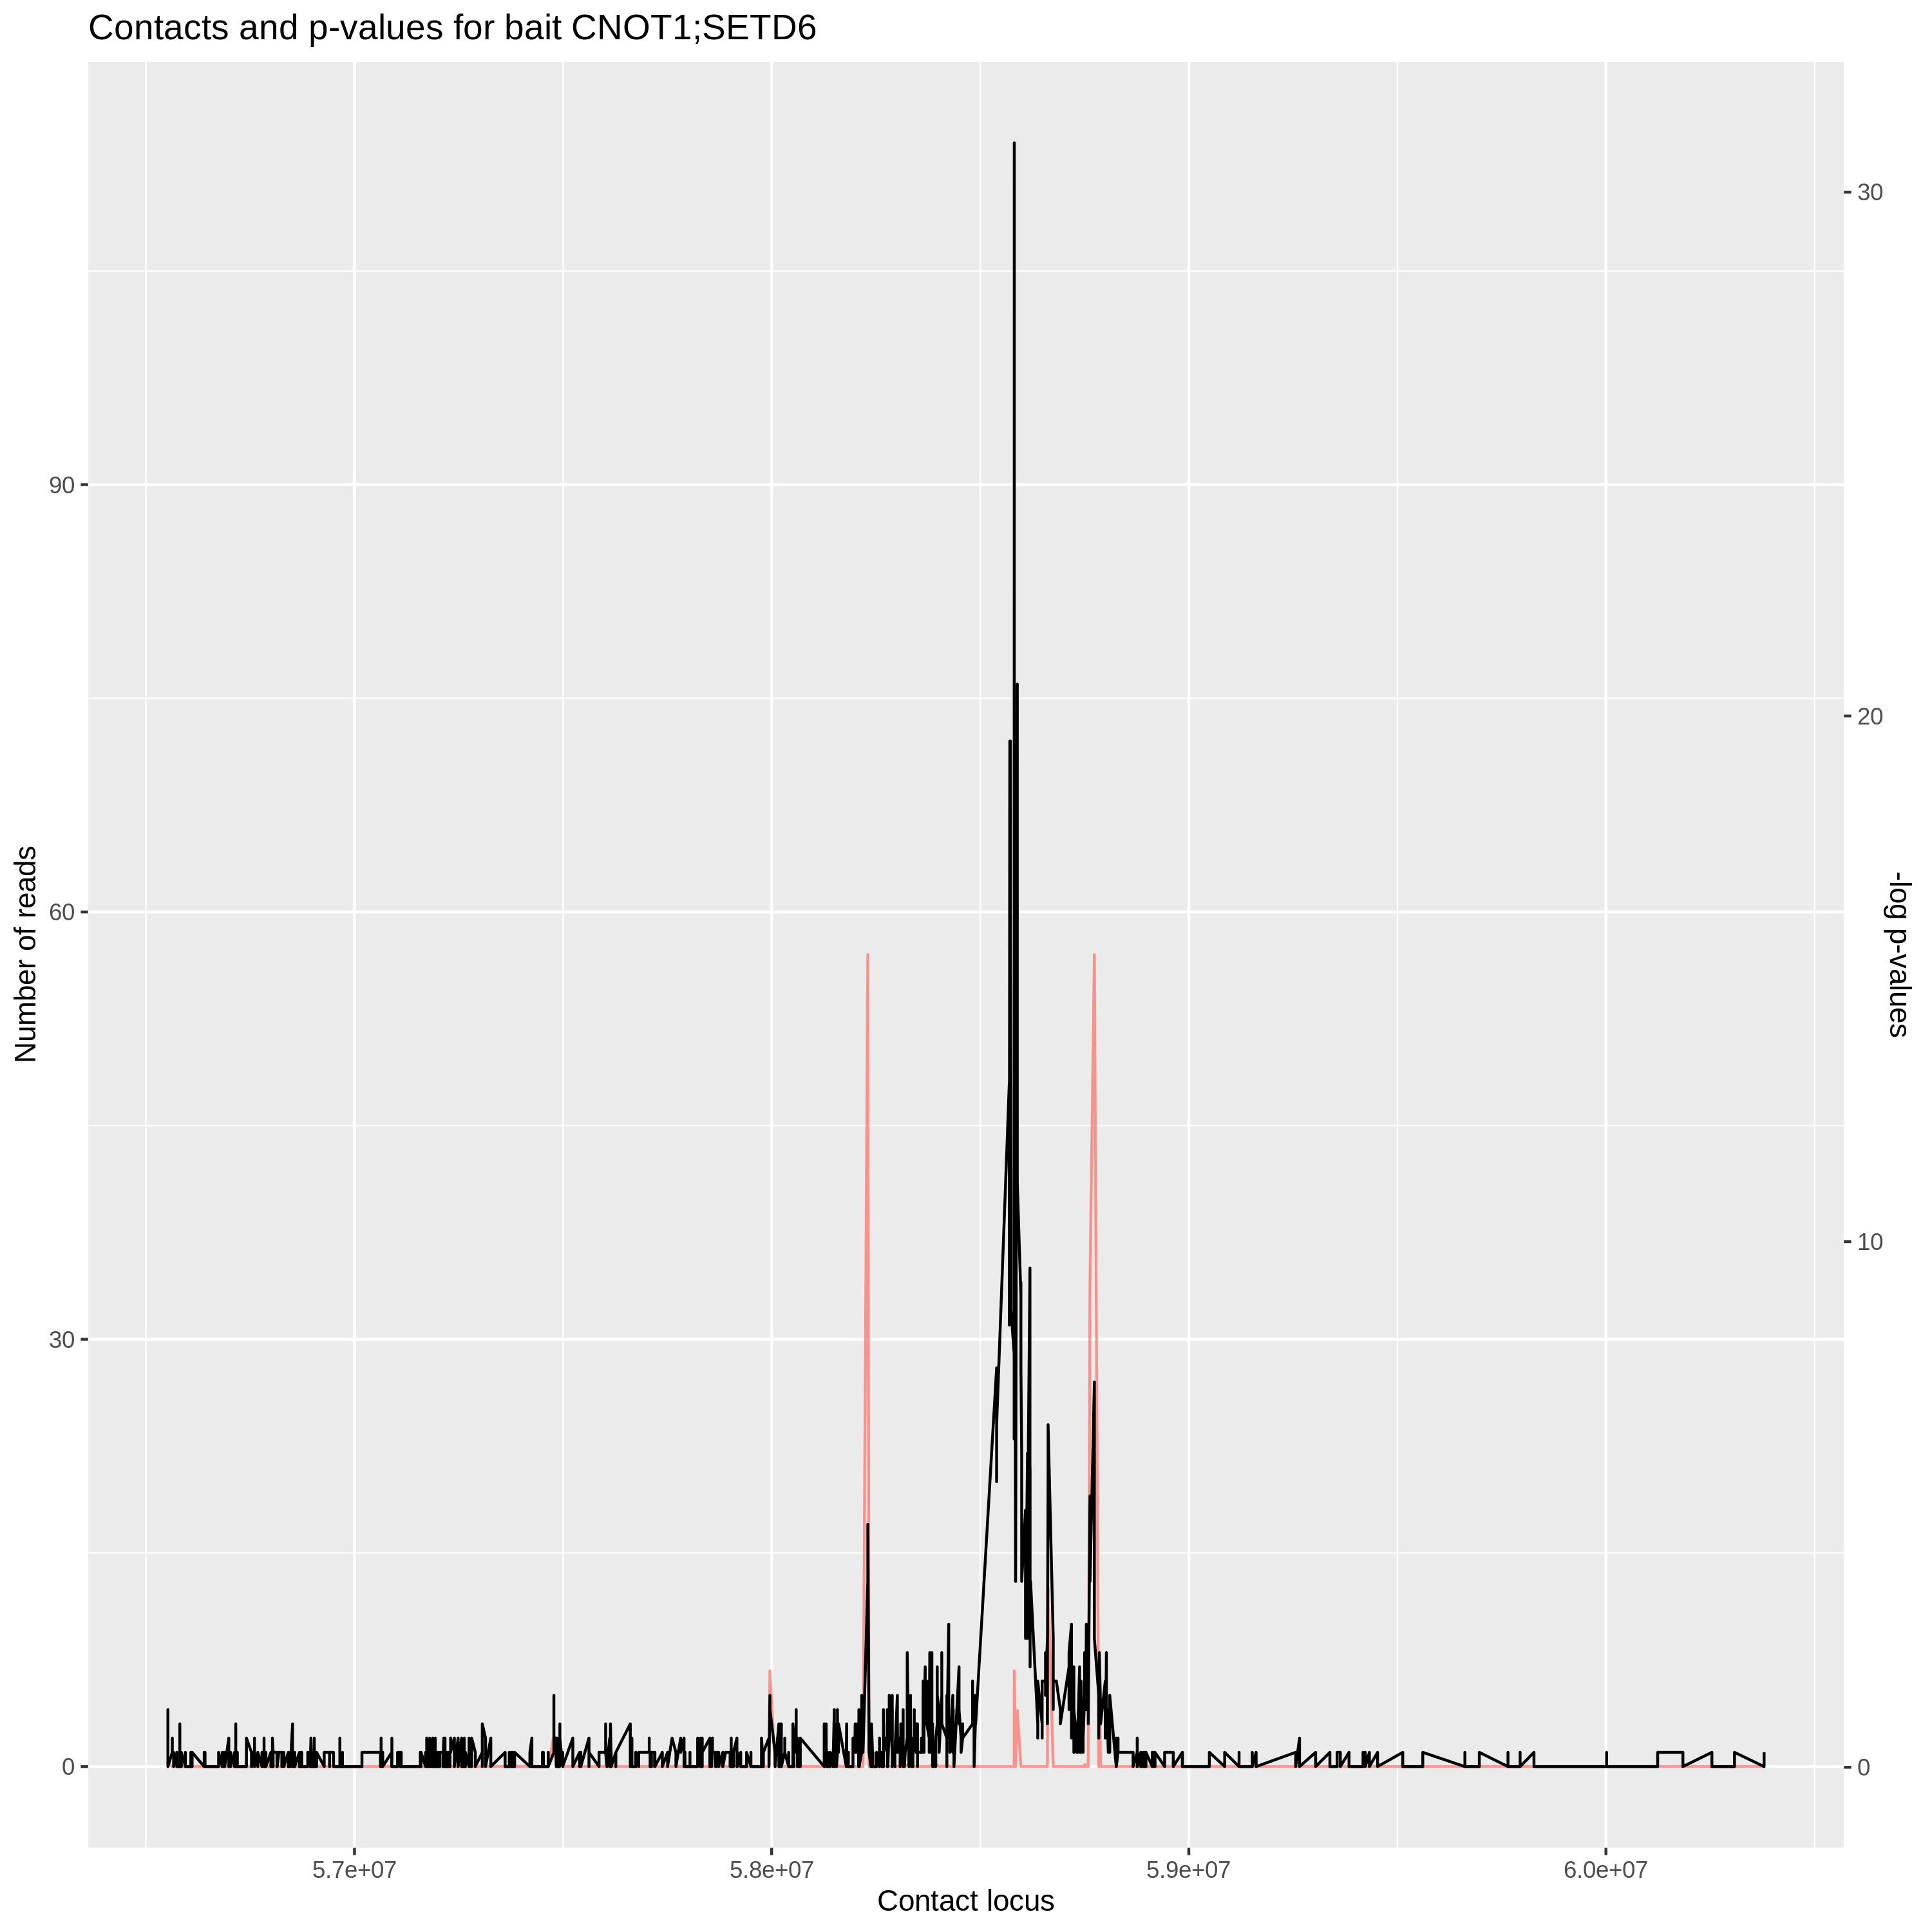 Contacts and p-values for bait CNOT1;SETD6
30
90
20
60
10
30
0
0
Number of reads
-log p-values
5.7e+07
5.8e+07
5.9e+07
6.0e+07
Contact locus